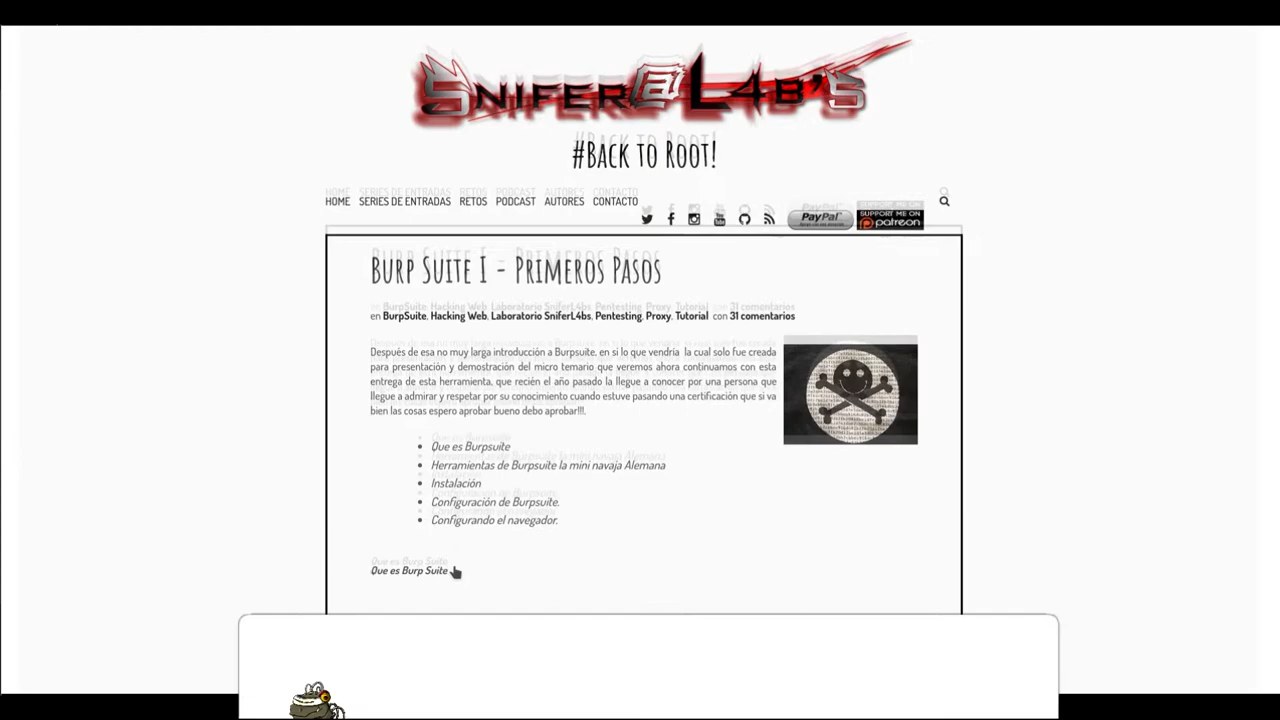 SNIFER@L4B'S
#BACK TO ROOT!
HOME SERIES DE ENTRADAS RETOS PODCAST AUTORES CONTACTO
PayPal
SUPPORT ME ON
patreon
BURP SUITE I - PRIMEROS PASOS
en BurpSuite, Hacking Web, Laboratorio SniferL4bs, Pentesting, Proxy, Tutorial con 31 comentarios
Después de esa no muy larga introducción a Burpsuite, en si lo que vendría la cual solo fue creada
para presentación y demostración del micro temario que veremos ahora continuamos con esta
entrega de esta herramienta, que recién el año pasado la llegue a conocer por una persona que
llegue a admirar y respetar por su conocimiento cuando estuve pasando una certificación que si va
bien las cosas espero aprobar bueno debo aprobar!!!.
• Que es Burpsuite
• Herramientas de Burpsuite la mini navaja Alemana
• Instalación
• Configuración de Burpsuite.
• Configurando el navegador.
Que es Burp Suite